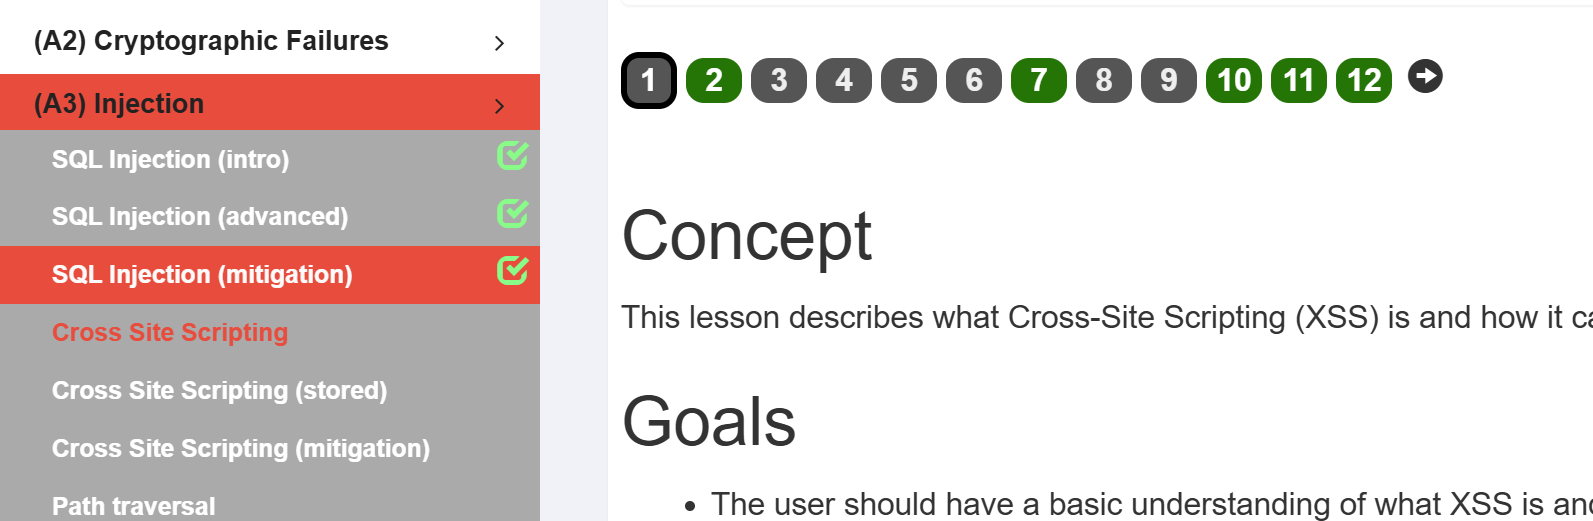 (A2) Cryptographic Failures
(A3) Injection
SQL Injection (intro)
SQL Injection (advanced)
SQL Injection (mitigation)
Cross Site Scripting
Cross Site Scripting (stored)
Cross Site Scripting (mitigation)
Path traversal
1 2 3 4 5 6 7 8 9 10 11 12
Concept
This lesson describes what Cross-Site Scripting (XSS) is and how it
Goals
• The user should have a basic understanding of what XSS is